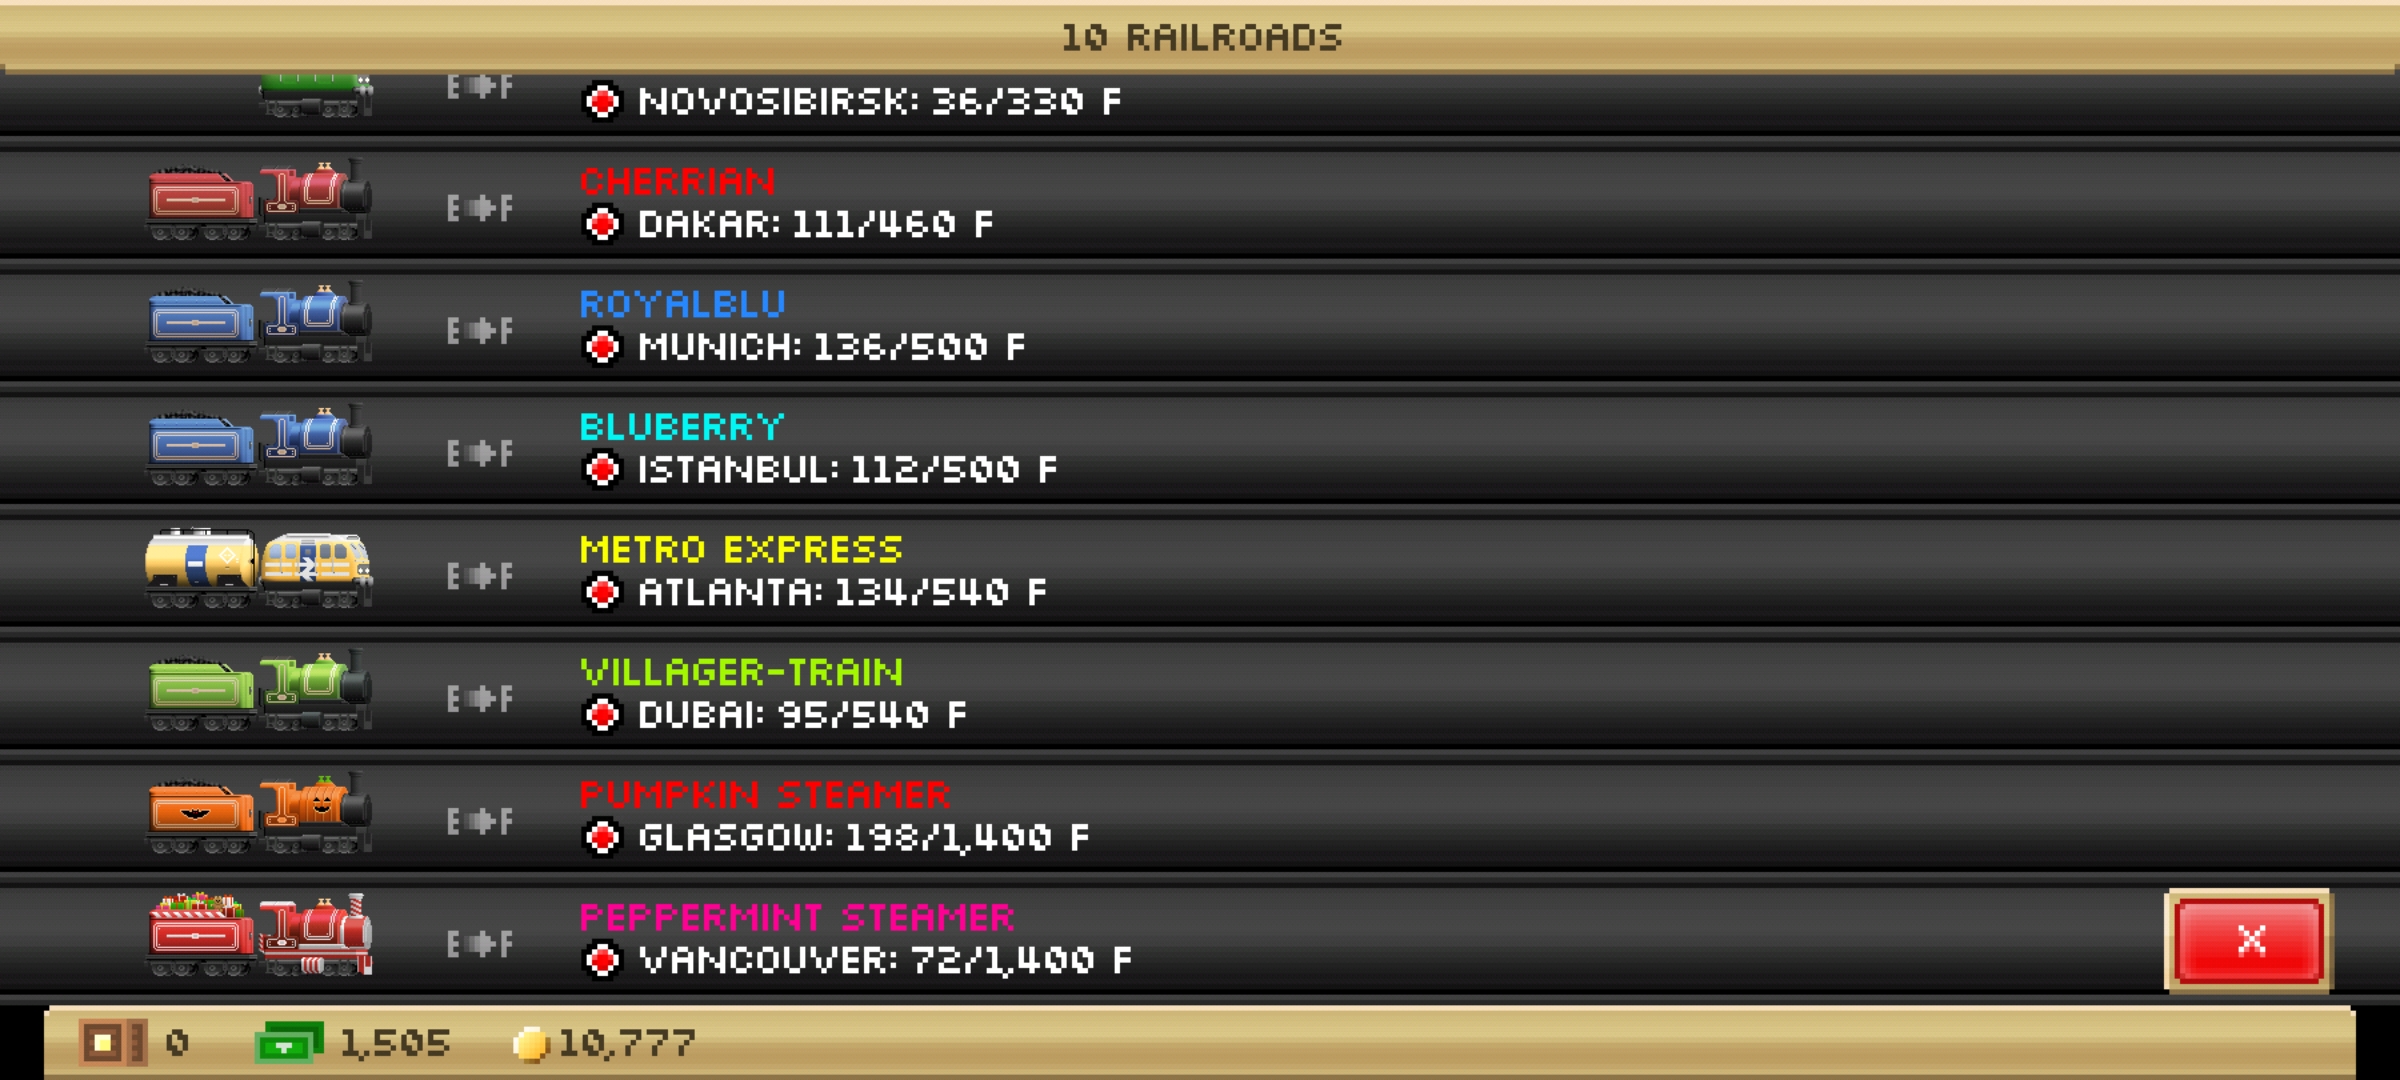 10 RAILROADS
E F
NOVOSIBIRSK: 36/330 F
CHERRIAN
E F
DAKAR: 111/460 F
ROYALBLU
E F
MUNICH: 136/500 F
BLUBERRY
E F
ISTANBUL: 112/500 F
METRO EXPRESS
E F
ATLANTA: 134/540 F
VILLAGER-TRAIN
E F
DUBAI: 95/540 F
PUMPKIN STEAMER
E F
GLASGOW: 198/1,400 F
PEPPERMINT STEAMER
E F
VANCOUVER: 72/1,400 F
X
0 1,505 10,777